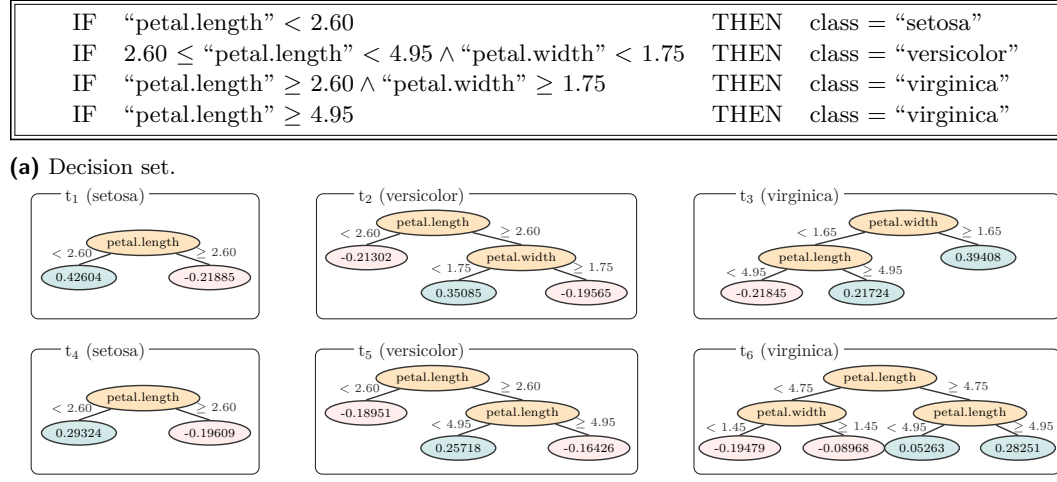 IF “petal.length” < 2.60 THEN class = “setosa”
IF 2.60 ≤ “petal.length” < 4.95 ∧ “petal.width” < 1.75 THEN class = “versicolor”
IF “petal.length” ≥ 2.60 ∧ “petal.width” ≥ 1.75 THEN class = “virginica”
IF “petal.length” ≥ 4.95 THEN class = “virginica”
(a) Decision set.
t₁ (setosa)
petal.length
< 2.60 ≥ 2.60
0.42604 -0.21885
t₂ (versicolor)
petal.length
< 2.60 ≥ 2.60
-0.21302 petal.width
< 1.75 ≥ 1.75
0.35085 -0.19565
t₃ (virginica)
petal.width
< 1.65 ≥ 1.65
petal.length 0.39408
< 4.95 ≥ 4.95
-0.21845 0.21724
t₄ (setosa)
petal.length
< 2.60 ≥ 2.60
0.29324 -0.19609
t₅ (versicolor)
petal.length
< 2.60 ≥ 2.60
-0.18951 petal.length
< 4.95 ≥ 4.95
0.25718 -0.16426
t₆ (virginica)
petal.length
< 4.75 ≥ 4.75
petal.width petal.length
< 1.45 ≥ 1.45 < 4.95 ≥ 4.95
-0.19479 -0.08968 0.05263 0.28251